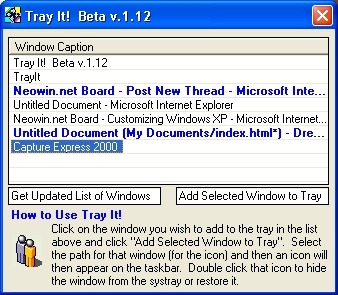 Tray It!  Beta v.1.12
Window Caption
Tray It!  Beta v.1.12
TrayIt
Neowin.net Board - Post New Thread - Microsoft Inte...
Untitled Document - Microsoft Internet Explorer
Neowin.net Board - Customizing Windows XP - Microsoft Internet...
Untitled Document (My Documents/index.html*) - Dre...
Capture Express 2000
Get Updated List of Windows
Add Selected Window to Tray
How to Use Tray It!
Click on the window you wish to add to the tray in the list
above and click "Add Selected Window to Tray".  Select
the path for that window (for the icon) and then an icon will
then appear on the taskbar.  Double click that icon to hide
the window from the systray or restore it.